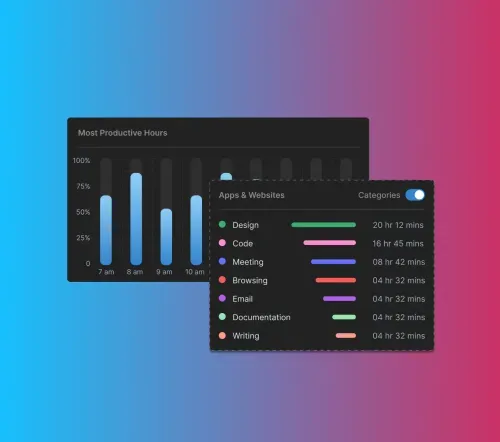 Most Productive Hours
100%
75%
50%
25%
0
7 am 8 am 9 am 10 am
Apps & Websites Categories
Design 20 hr 12 mins
Code 16 hr 45 mins
Meeting 08 hr 42 mins
Browsing 04 hr 32 mins
Email 04 hr 32 mins
Documentation 04 hr 32 mins
Writing 04 hr 32 mins